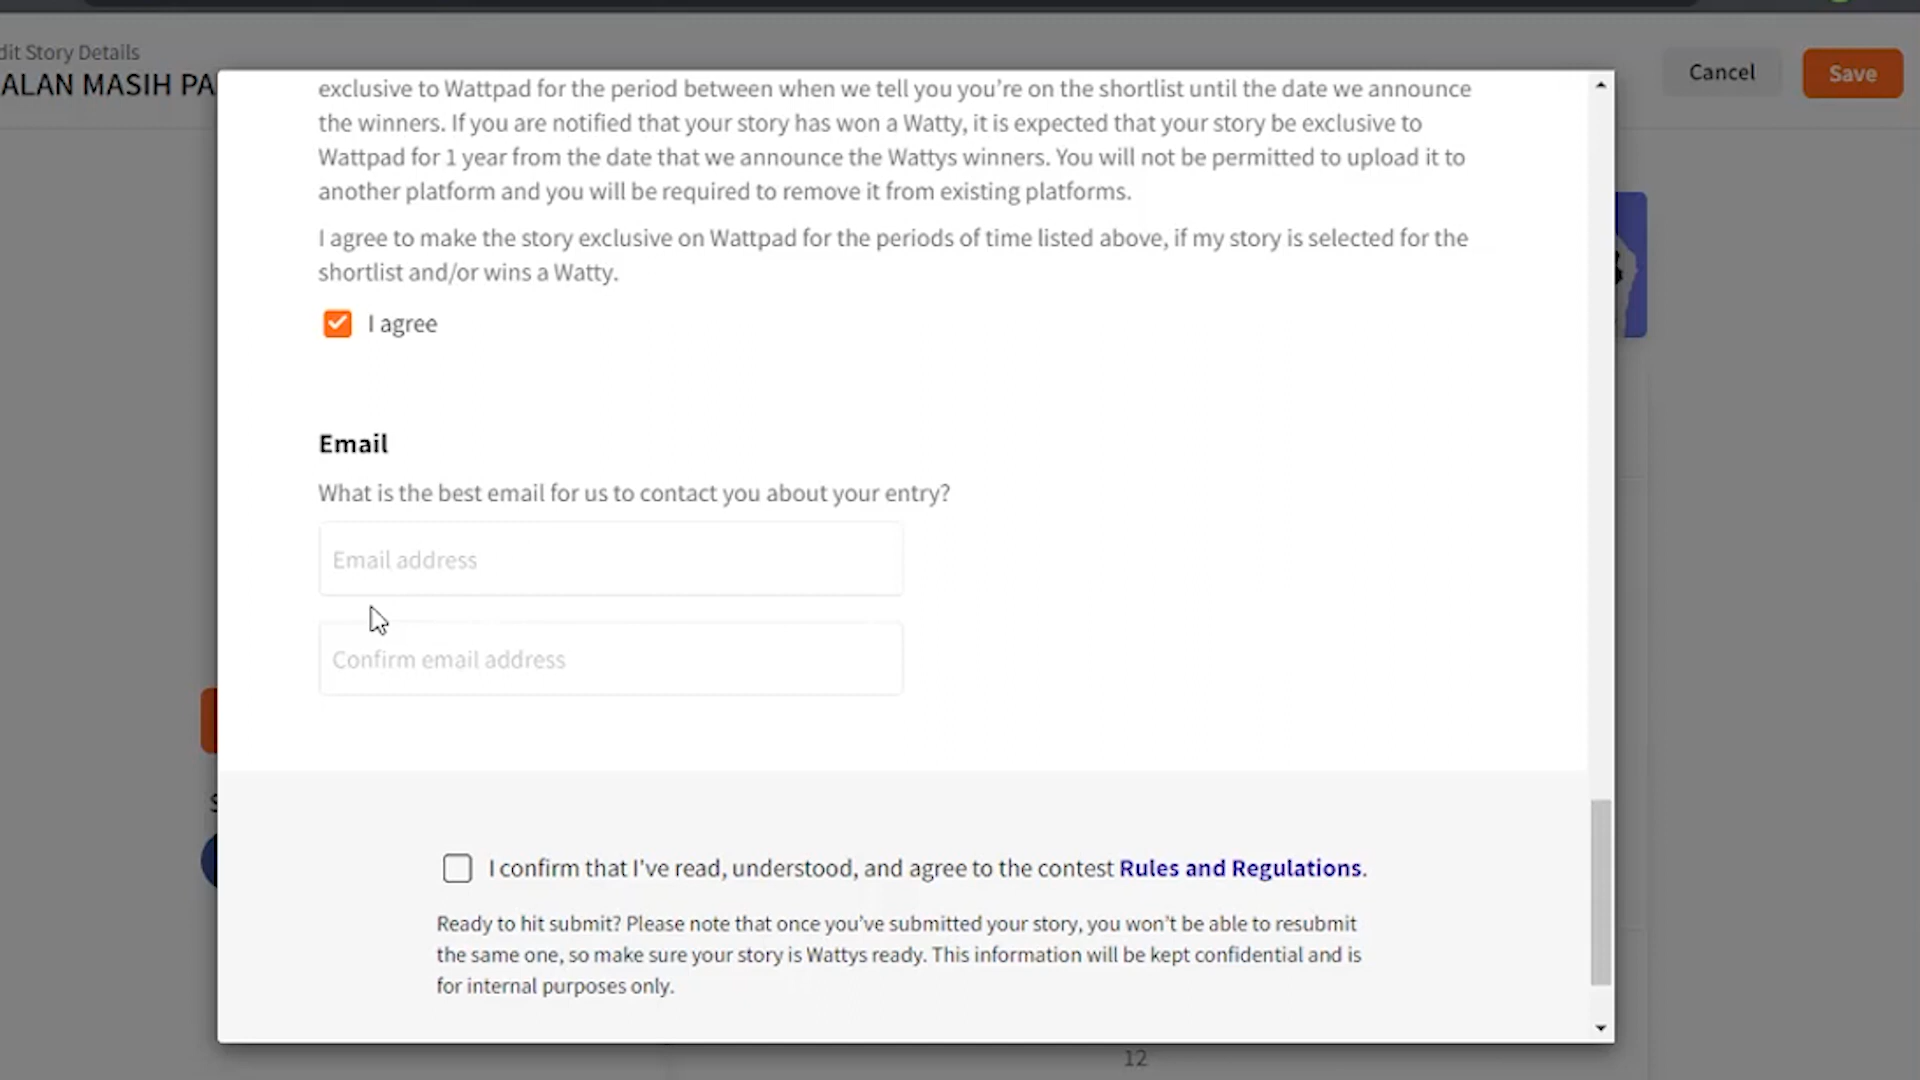 dit Story Details
ALAN MASIH PA
Cancel
Save
exclusive to Wattpad for the period between when we tell you you’re on the shortlist until the date we announce
the winners. If you are notified that your story has won a Watty, it is expected that your story be exclusive to
Wattpad for 1 year from the date that we announce the Wattys winners. You will not be permitted to upload it to
another platform and you will be required to remove it from existing platforms.
I agree to make the story exclusive on Wattpad for the periods of time listed above, if my story is selected for the
shortlist and/or wins a Watty.
I agree
Email
What is the best email for us to contact you about your entry?
Email address
Confirm email address
I confirm that I've read, understood, and agree to the contest Rules and Regulations.
Ready to hit submit? Please note that once you’ve submitted your story, you won’t be able to resubmit
the same one, so make sure your story is Wattys ready. This information will be kept confidential and is
for internal purposes only.
12